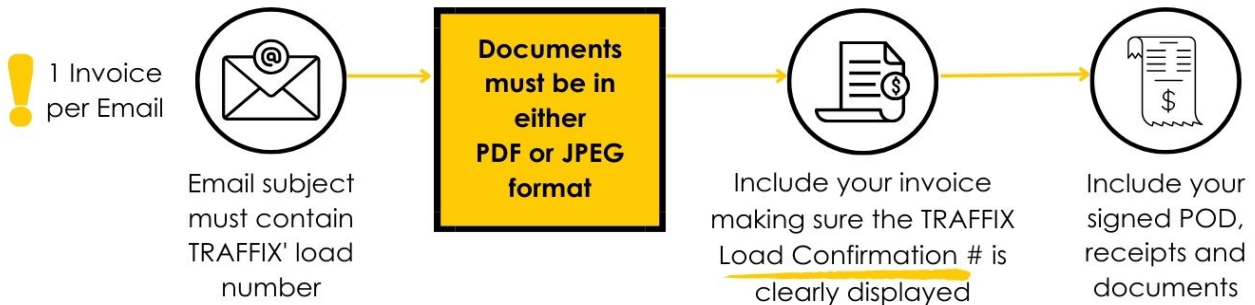 1 Invoice
per Email
@
Email subject
must contain
TRAFFIX' load
number
Documents
must be in
either
PDF or JPEG
format
$
Include your invoice
making sure the TRAFFIX
Load Confirmation # is
clearly displayed
$
Include your
signed POD,
receipts and
documents